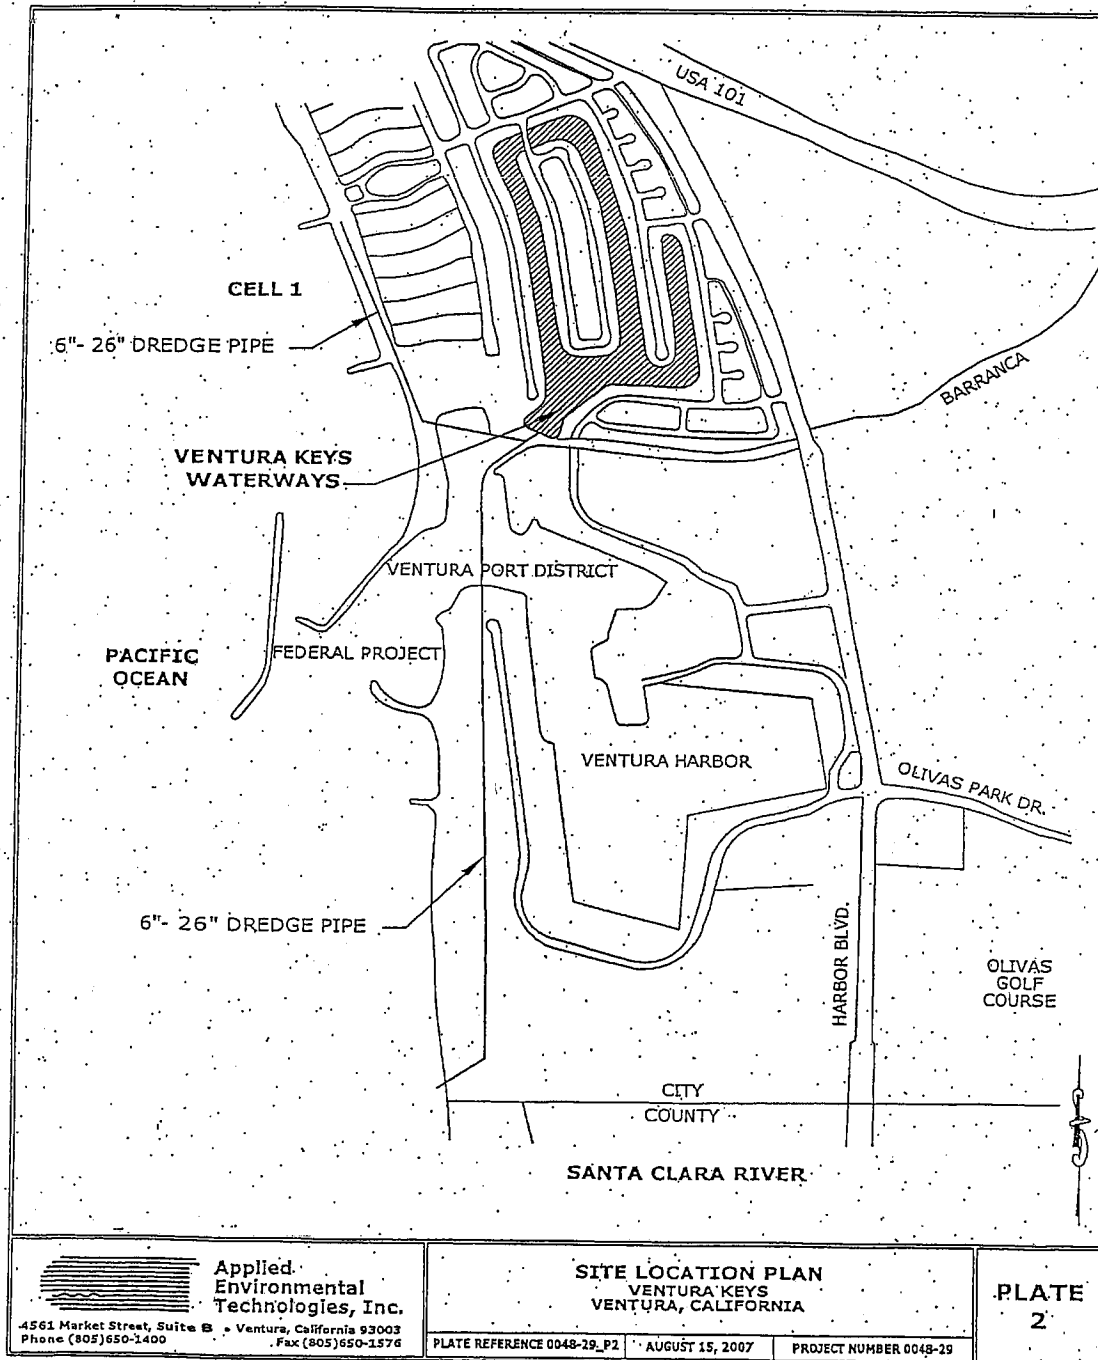 USA 101
CELL 1
6"- 26" DREDGE PIPE
BARRANCA
VENTURA KEYS
WATERWAYS
VENTURA PORT DISTRICT
PACIFIC
OCEAN
FEDERAL PROJECT
VENTURA HARBOR
OLIVAS PARK DR.
6"- 26" DREDGE PIPE
HARBOR BLVD.
OLIVAS
GOLF
COURSE
CITY
COUNTY
SANTA CLARA RIVER
Applied
Environmental
Technologies, Inc.
4561 Market Street, Suite B • Ventura, California 93003
Phone (805)650-1400 Fax (805)650-1576
SITE LOCATION PLAN
VENTURA KEYS
VENTURA, CALIFORNIA
PLATE REFERENCE 0048-29_P2
AUGUST 15, 2007
PROJECT NUMBER 0048-29
PLATE
2